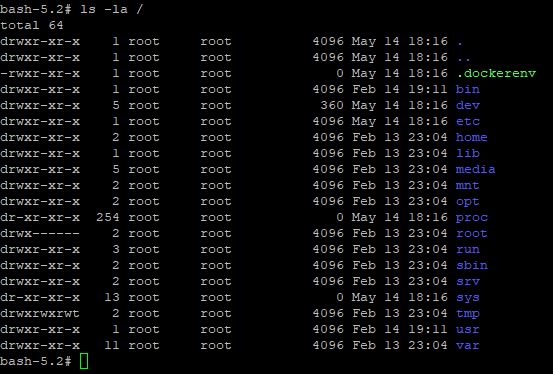 bash-5.2# ls -la /
total 64
drwxr-xr-x    1 root     root          4096 May 14 18:16 .
drwxr-xr-x    1 root     root          4096 May 14 18:16 ..
-rwxr-xr-x    1 root     root             0 May 14 18:16 .dockerenv
drwxr-xr-x    1 root     root          4096 Feb 14 19:11 bin
drwxr-xr-x    5 root     root           360 May 14 18:16 dev
drwxr-xr-x    1 root     root          4096 May 14 18:16 etc
drwxr-xr-x    2 root     root          4096 Feb 13 23:04 home
drwxr-xr-x    1 root     root          4096 Feb 13 23:04 lib
drwxr-xr-x    5 root     root          4096 Feb 13 23:04 media
drwxr-xr-x    2 root     root          4096 Feb 13 23:04 mnt
drwxr-xr-x    2 root     root          4096 Feb 13 23:04 opt
dr-xr-xr-x  254 root     root             0 May 14 18:16 proc
drwx------    2 root     root          4096 Feb 13 23:04 root
drwxr-xr-x    3 root     root          4096 Feb 13 23:04 run
drwxr-xr-x    2 root     root          4096 Feb 13 23:04 sbin
drwxr-xr-x    2 root     root          4096 Feb 13 23:04 srv
dr-xr-xr-x   13 root     root             0 May 14 18:16 sys
drwxrwxrwt    2 root     root          4096 Feb 13 23:04 tmp
drwxr-xr-x    1 root     root          4096 Feb 14 19:11 usr
drwxr-xr-x   11 root     root          4096 Feb 13 23:04 var
bash-5.2#